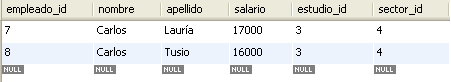 empleado_id nombre apellido salario estudio_id sector_id
7 Carlos Lauría 17000 3 4
8 Carlos Tusio 16000 3 4
NULL NULL NULL NULL NULL NULL